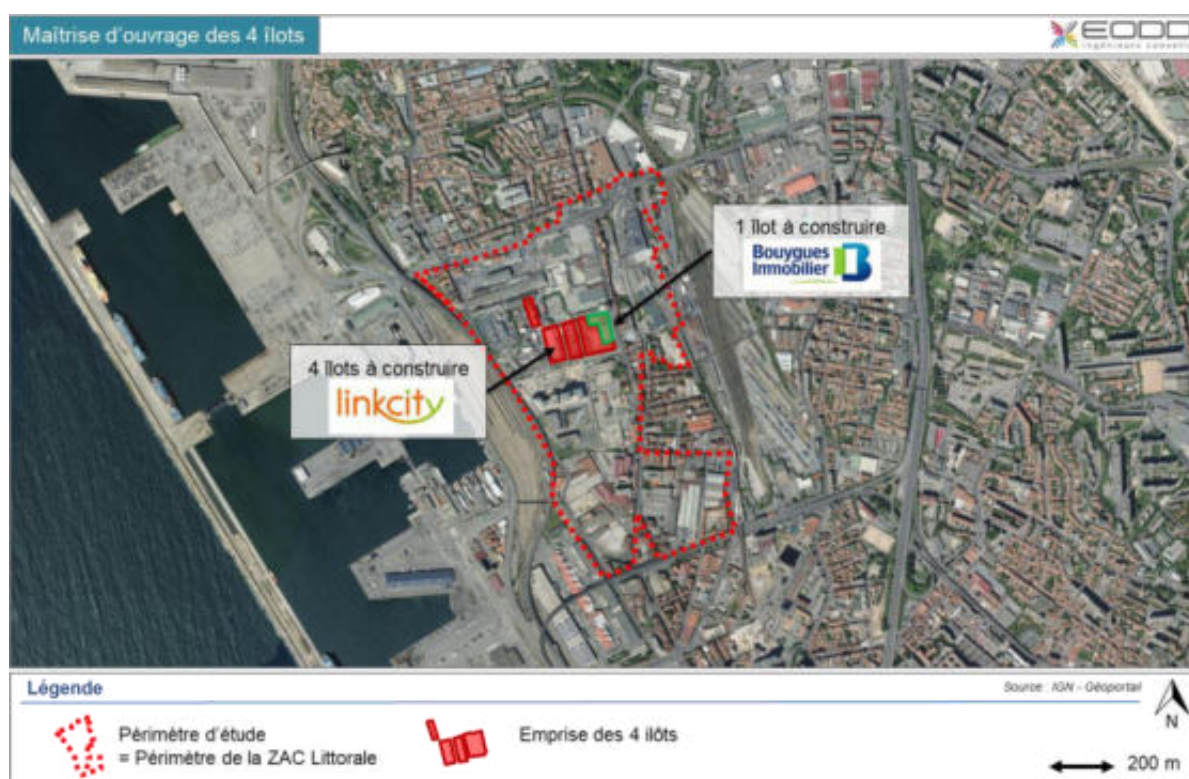 Maîtrise d'ouvrage des 4 îlots
EODD
ingénieurs conseils
1 îlot à construire
Bouygues
Immobilier
4 îlots à construire
linkcity
Légende
Source : IGN - Géoportail
Périmètre d'étude
= Périmètre de la ZAC Littorale
Emprise des 4 ilôts
N
200 m